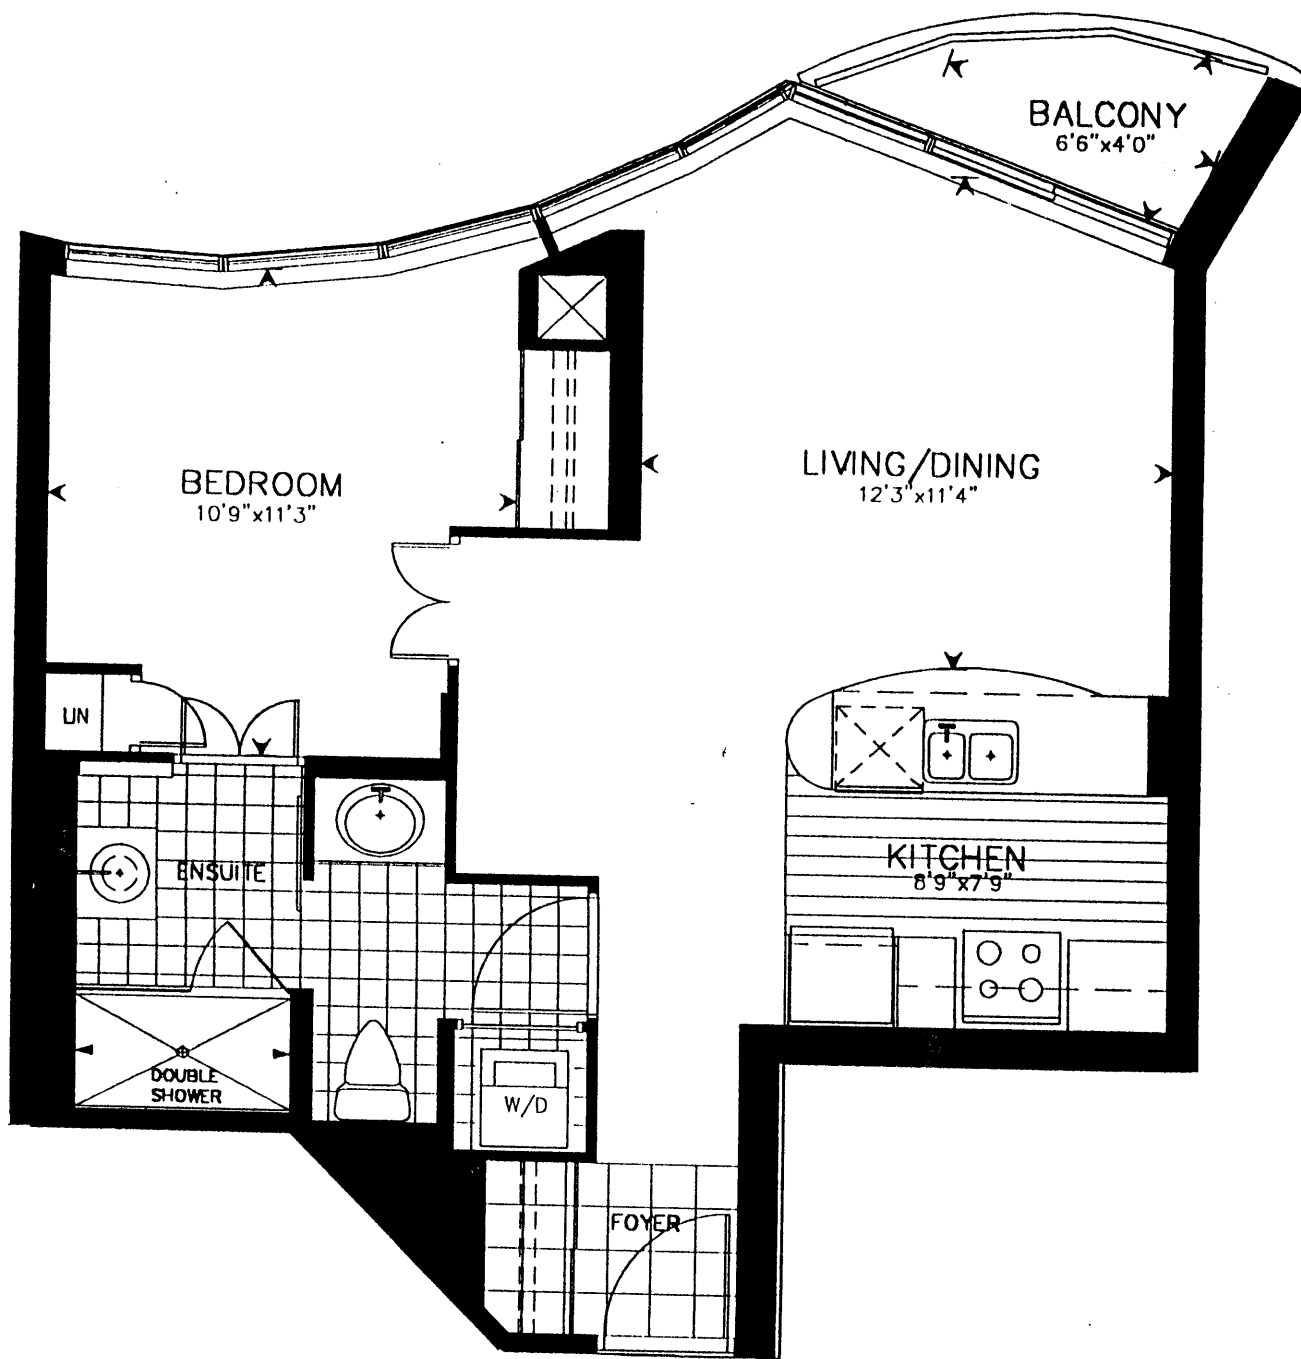 BALCONY
6'6"x4'0"
LIVING/DINING
12'3"x11'4"
BEDROOM
10'9"x11'3"
LIN
KITCHEN
8'9"x7'9"
ENSUITE
DOUBLE
SHOWER
W/D
FOYER